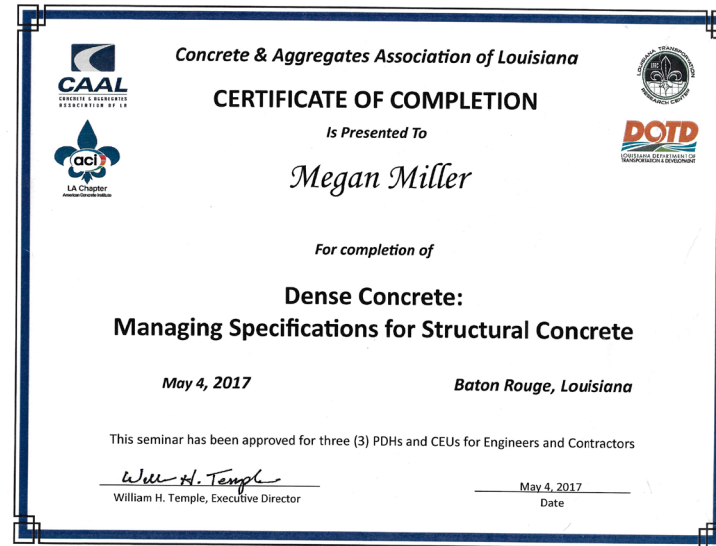 Concrete & Aggregates Association of Louisiana
CAAL
CONCRETE & AGGREGATES
ASSOCIATION OF LA
LOUISIANA TRANSPORTATION
LTRC
RESEARCH CENTER
CERTIFICATE OF COMPLETION
Is Presented To
aci
LA Chapter
American Concrete Institute
DOTD
LOUISIANA DEPARTMENT OF
TRANSPORTATION & DEVELOPMENT
Megan Miller
For completion of
Dense Concrete:
Managing Specifications for Structural Concrete
May 4, 2017
Baton Rouge, Louisiana
This seminar has been approved for three (3) PDHs and CEUs for Engineers and Contractors
Will H. Temple
William H. Temple, Executive Director
May 4, 2017
Date